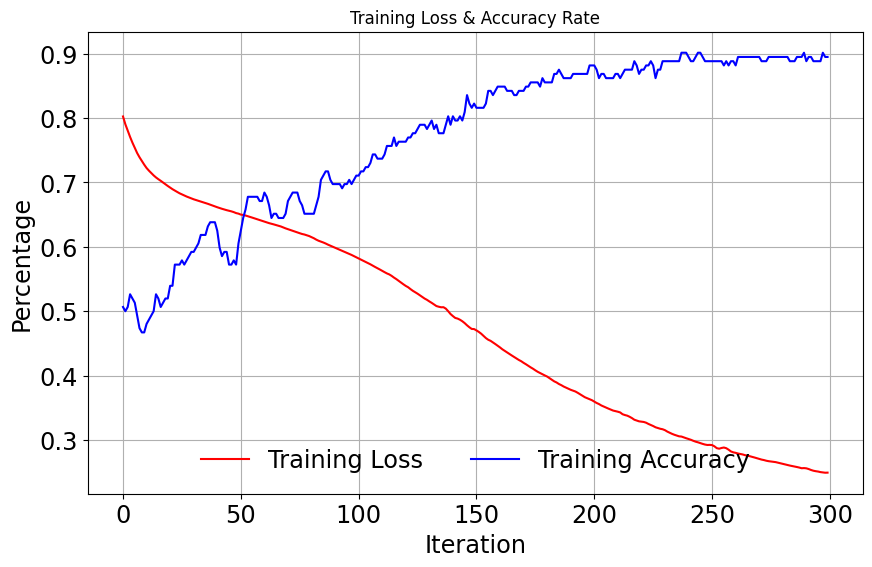 Training Loss & Accuracy Rate
0.9
0.8
0.7
0.6
0.5
0.4
0.3
Percentage
Training Loss
Training Accuracy
0 50 100 150 200 250 300
Iteration